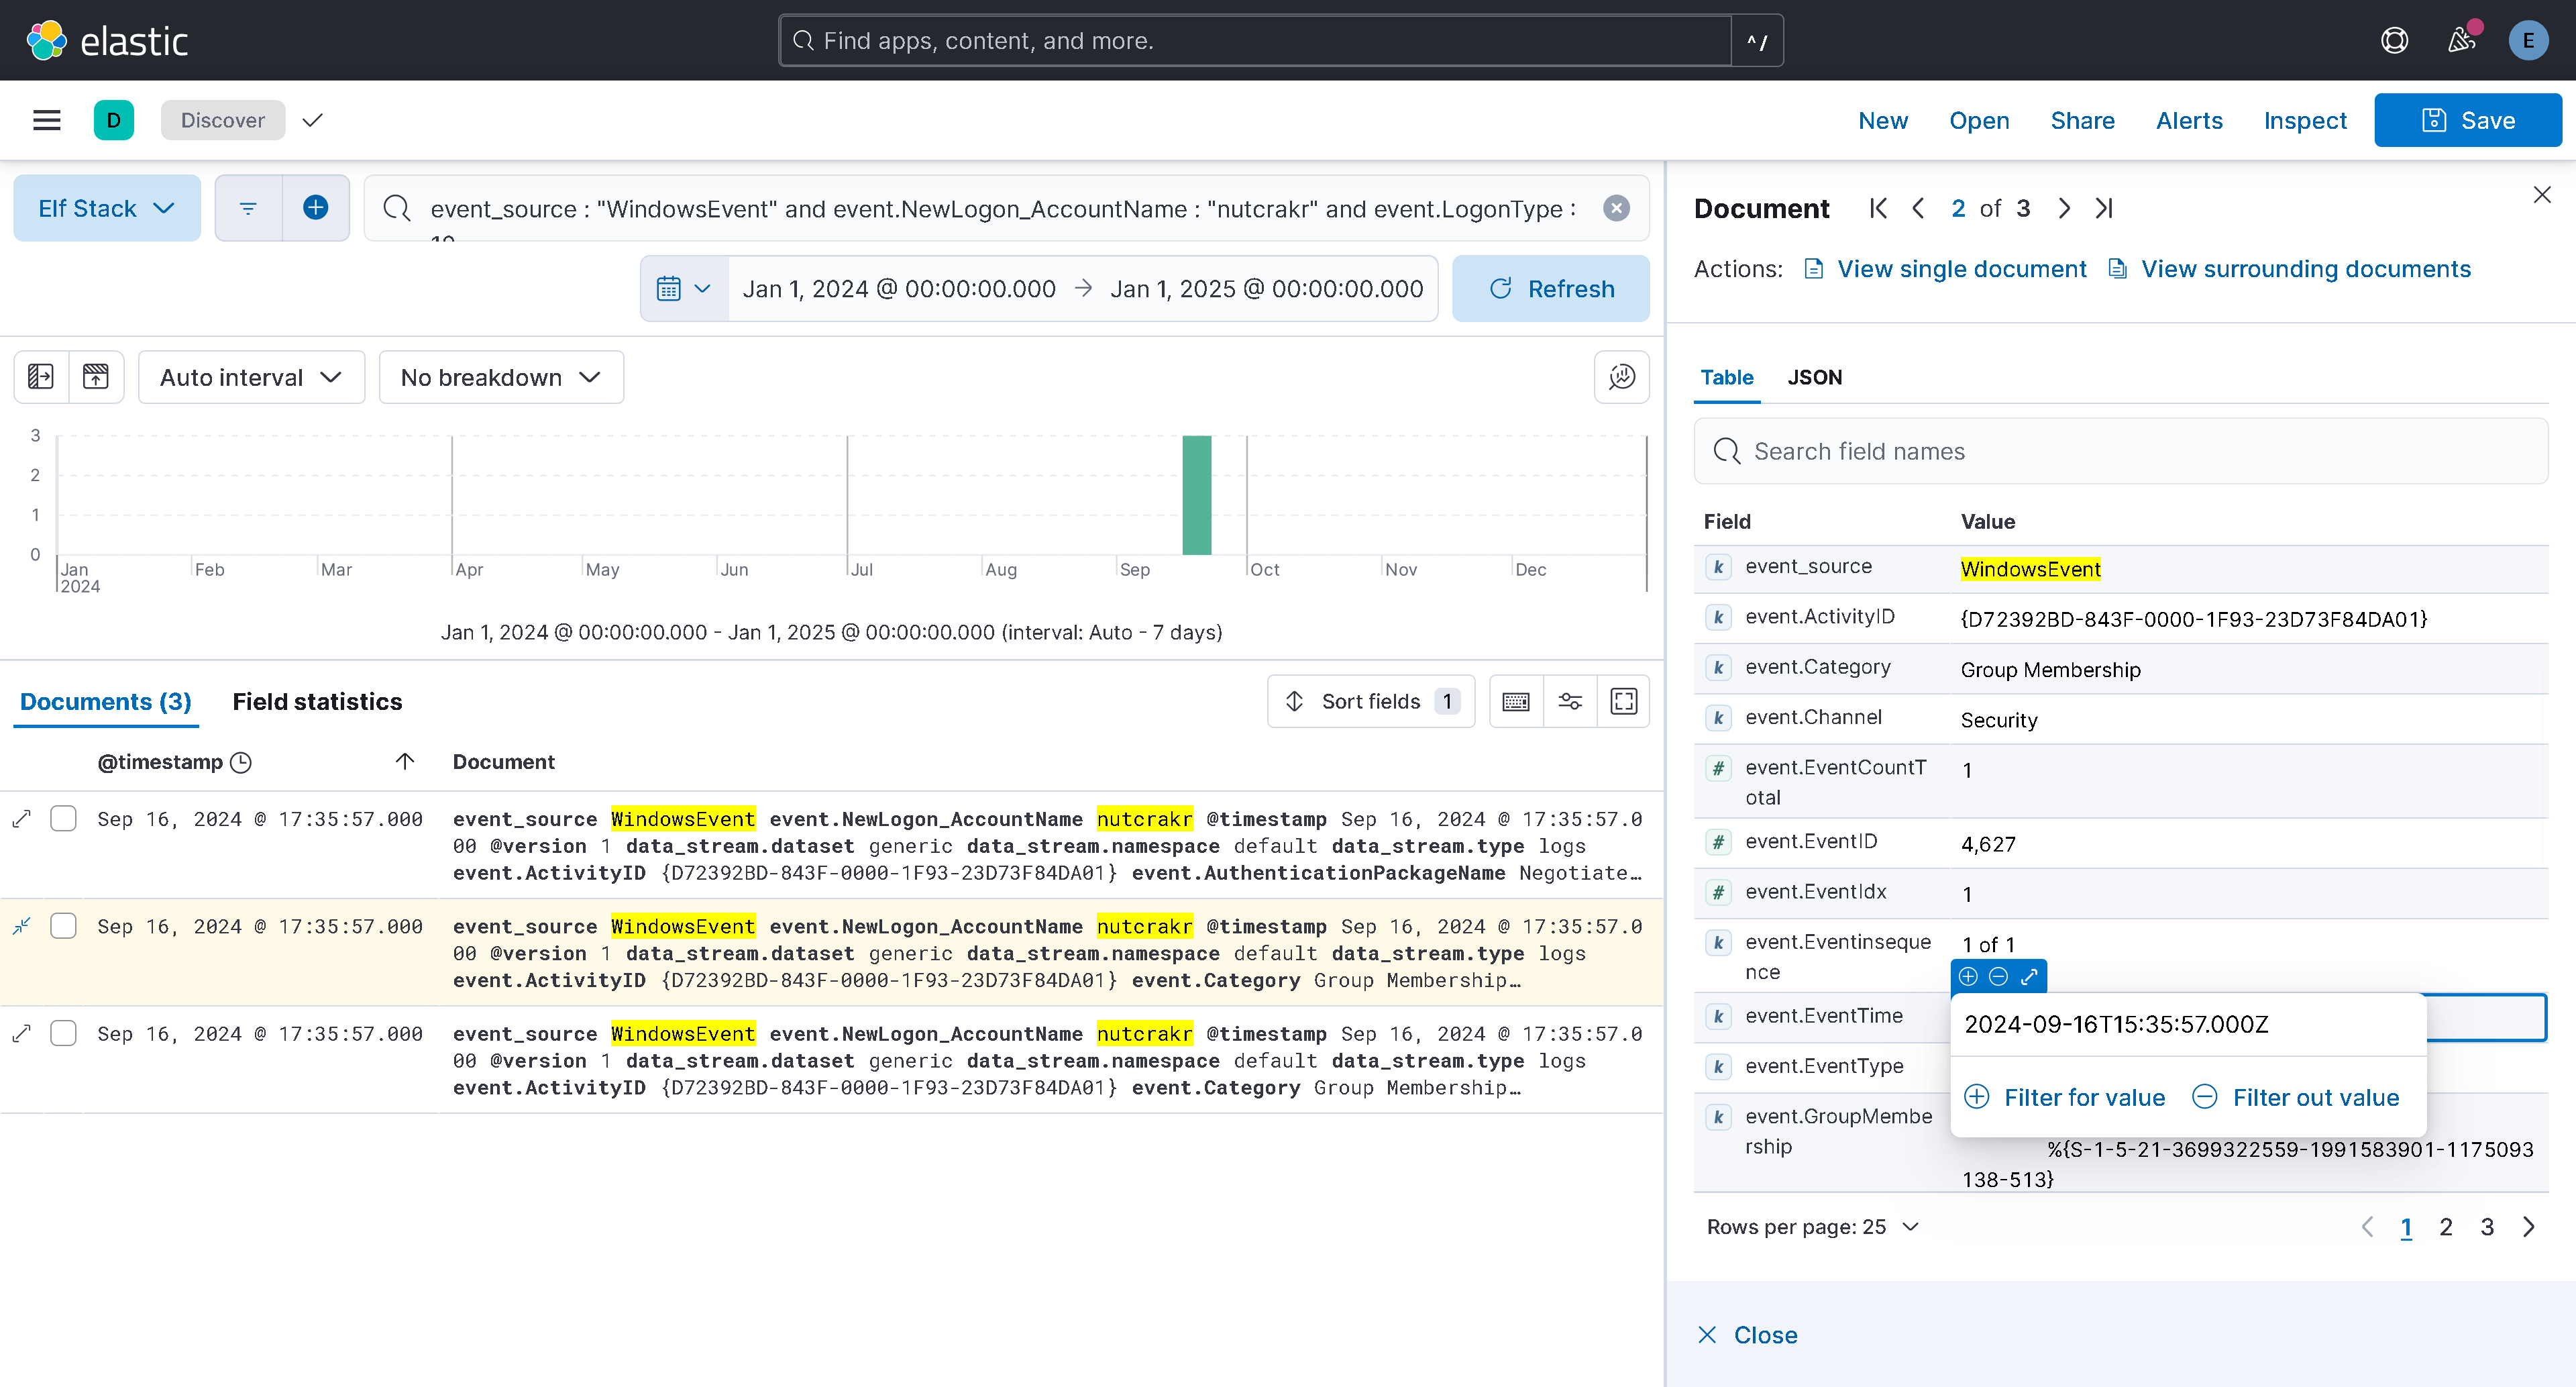 elastic
Find apps, content, and more.
^ /
E
D
Discover
New
Open
Share
Alerts
Inspect
Save
Elf Stack
event_source : "WindowsEvent" and event.NewLogon_AccountName : "nutcrakr" and event.LogonType :
10
Jan 1, 2024 @ 00:00:00.000 → Jan 1, 2025 @ 00:00:00.000
Refresh
Auto interval
No breakdown
3
2
1
0
Jan
2024
Feb
Mar
Apr
May
Jun
Jul
Aug
Sep
Oct
Nov
Dec
Jan 1, 2024 @ 00:00:00.000 - Jan 1, 2025 @ 00:00:00.000 (interval: Auto - 7 days)
Documents (3)
Field statistics
Sort fields 1
@timestamp
Document
Sep 16, 2024 @ 17:35:57.000
event_source WindowsEvent event.NewLogon_AccountName nutcrakr @timestamp Sep 16, 2024 @ 17:35:57.0
00 @version 1 data_stream.dataset generic data_stream.namespace default data_stream.type logs
event.ActivityID {D72392BD-843F-0000-1F93-23D73F84DA01} event.AuthenticationPackageName Negotiate…
Sep 16, 2024 @ 17:35:57.000
event_source WindowsEvent event.NewLogon_AccountName nutcrakr @timestamp Sep 16, 2024 @ 17:35:57.0
00 @version 1 data_stream.dataset generic data_stream.namespace default data_stream.type logs
event.ActivityID {D72392BD-843F-0000-1F93-23D73F84DA01} event.Category Group Membership…
Sep 16, 2024 @ 17:35:57.000
event_source WindowsEvent event.NewLogon_AccountName nutcrakr @timestamp Sep 16, 2024 @ 17:35:57.0
00 @version 1 data_stream.dataset generic data_stream.namespace default data_stream.type logs
event.ActivityID {D72392BD-843F-0000-1F93-23D73F84DA01} event.Category Group Membership…
Document
2 of 3
Actions:
View single document
View surrounding documents
Table
JSON
Search field names
Field
Value
k event_source
WindowsEvent
k event.ActivityID
{D72392BD-843F-0000-1F93-23D73F84DA01}
k event.Category
Group Membership
k event.Channel
Security
# event.EventCountT
otal
1
# event.EventID
4,627
# event.EventIdx
1
k event.Eventinseque
nce
1 of 1
k event.EventTime
2024-09-16T15:35:57.000Z
k event.EventType
Filter for value
Filter out value
k event.GroupMembe
rship
%{S-1-5-21-3699322559-1991583901-1175093
138-513}
Rows per page: 25
1
2
3
Close